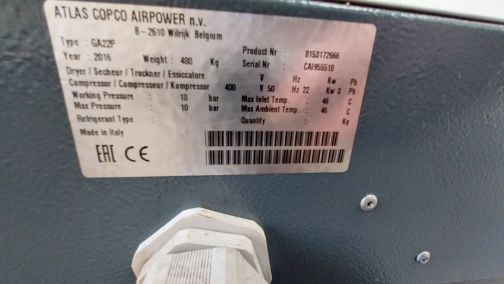 ATLAS COPCO AIRPOWER n.v.
B - 2610 Wilrijk Belgium
Type : GA22P Product Nr : 8153172666
Year : 2016 Weight : 480 Kg Serial Nr : CAI955518
Dryer / Secheur / Trockner / Essiccatore V Hz Kw Ph
Compressor / Compresseur / Kompressor 400 V 50 Hz 22 Kw 3 Ph
Working Pressure : 10 bar Max Inlet Temp. : 46 C
Max Pressure : 10 bar Max Ambient Temp. : 46 C
Refrigerant Type : Quantity Kg
Made in Italy
EAC CE